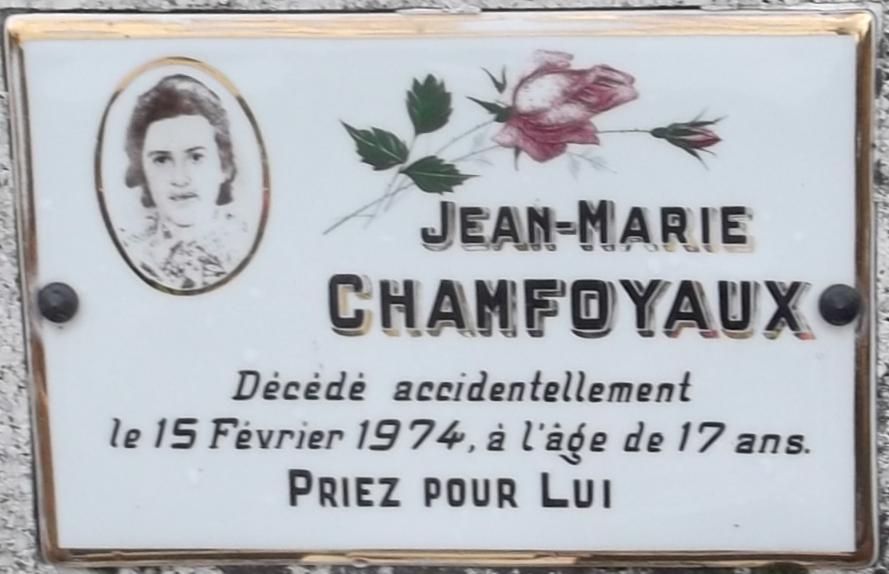 JEAN-MARIE
CHAMFOYAUX
Décédé accidentellement
le 15 Février 1974, à l'âge de 17 ans.
PRIEZ POUR LUI